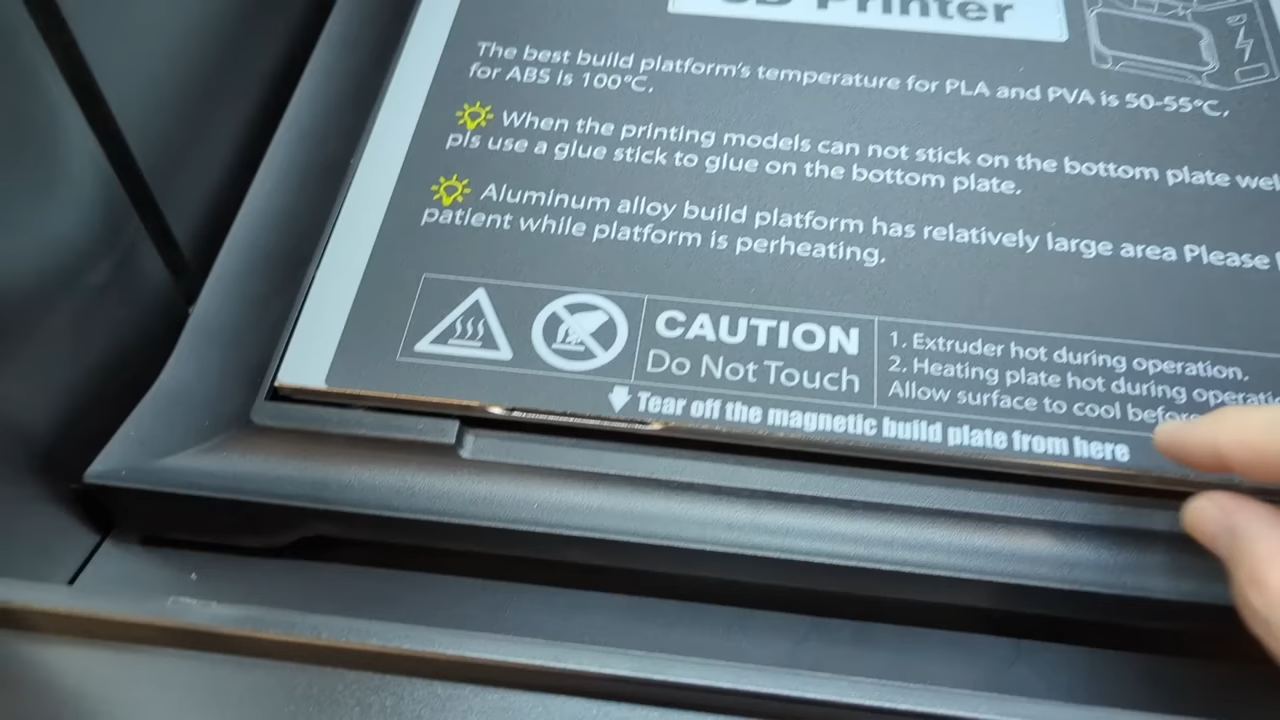 3D Printer
The best build platform's temperature for PLA and PVA is 50-55°C,
for ABS is 100°C.
When the printing models can not stick on the bottom plate wel
pls use a glue stick to glue on the bottom plate.
Aluminum alloy build platform has relatively large area Please
patient while platform is perheating.
CAUTION
Do Not Touch
1. Extruder hot during operation.
2. Heating plate hot during operatio
Allow surface to cool before
Tear off the magnetic build plate from here